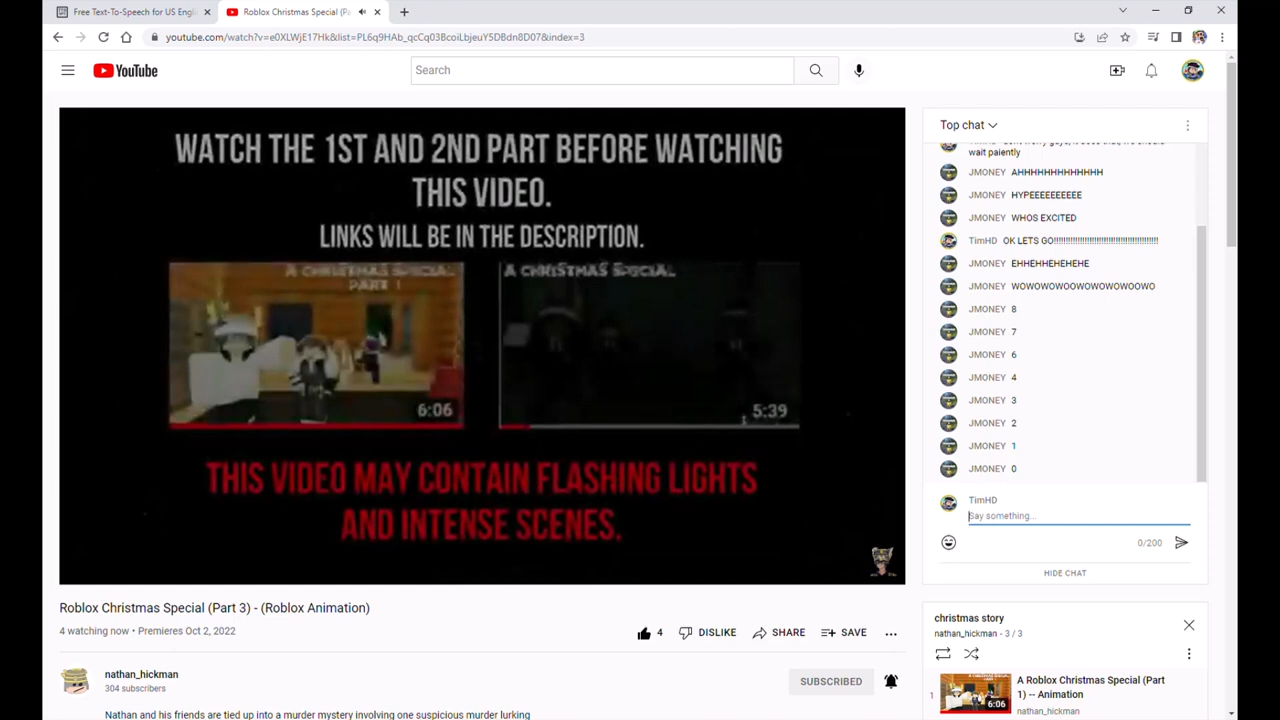 Free Text-To-Speech for US Engl
Roblox Christmas Special (P
youtube.com/watch?v=e0XLWjE17Hk&list=PL6q9HAb_qcCq03BcoiLbjeuY5DBdn8D07&index=3
YouTube
Search
WATCH THE 1ST AND 2ND PART BEFORE WATCHING
THIS VIDEO.
LINKS WILL BE IN THE DESCRIPTION.
A CHRISTMAS SPECIAL
PART 1
6:06
A CHRISTMAS SPECIAL
5:39
THIS VIDEO MAY CONTAIN FLASHING LIGHTS
AND INTENSE SCENES.
Roblox Christmas Special (Part 3) - (Roblox Animation)
4 watching now • Premieres Oct 2, 2022
4
DISLIKE
SHARE
SAVE
nathan_hickman
304 subscribers
SUBSCRIBED
Nathan and his friends are tied up into a murder mystery involving one suspicious murder lurking
Top chat
wait paiently
JMONEY AHHHHHHHHHHHHH
JMONEY HYPEEEEEEEEEE
JMONEY WHOS EXCITED
TimHD OK LETS GO!!!!!!!!!!!!!!!!!!!!!!!!!!!!!!!!!!!!!!!!!!
JMONEY EHHEHHEHEHEHE
JMONEY WOWOWOWOOWOWOWOWOOWO
JMONEY 8
JMONEY 7
JMONEY 6
JMONEY 4
JMONEY 3
JMONEY 2
JMONEY 1
JMONEY 0
TimHD
Say something...
0/200
HIDE CHAT
christmas story
nathan_hickman - 3 / 3
1
6:06
A Roblox Christmas Special (Part
1) -- Animation
nathan_hickman